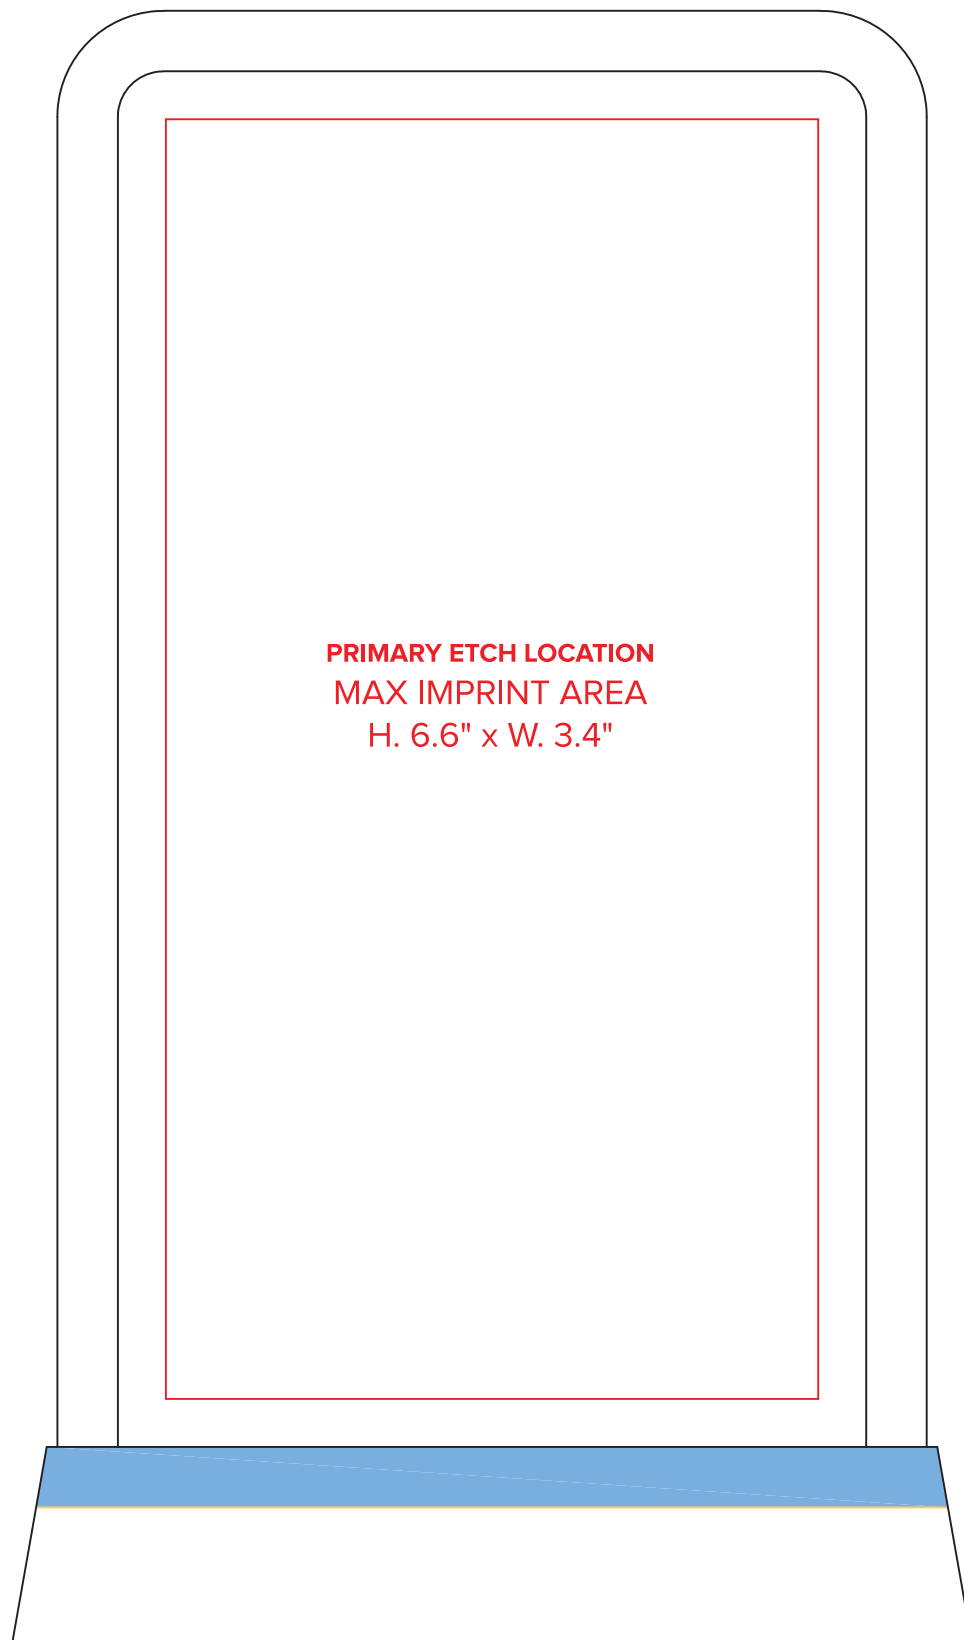 PRIMARY ETCH LOCATION
MAX IMPRINT AREA
H. 6.6" x W. 3.4"